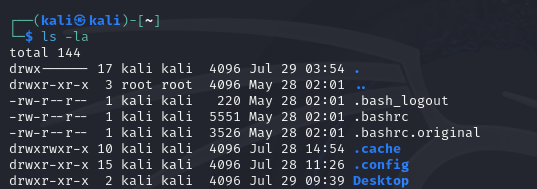 ┌──(kali㉿kali)-[~]
└─$ ls -la
total 144
drwx------ 17 kali kali  4096 Jul 29 03:54 .
drwxr-xr-x  3 root root  4096 May 28 02:01 ..
-rw-r--r--  1 kali kali   220 May 28 02:01 .bash_logout
-rw-r--r--  1 kali kali  5551 May 28 02:01 .bashrc
-rw-r--r--  1 kali kali  3526 May 28 02:01 .bashrc.original
drwxrwxr-x 10 kali kali  4096 Jul 28 14:54 .cache
drwxr-xr-x 15 kali kali  4096 Jul 28 11:26 .config
drwxr-xr-x  2 kali kali  4096 Jul 29 09:39 Desktop